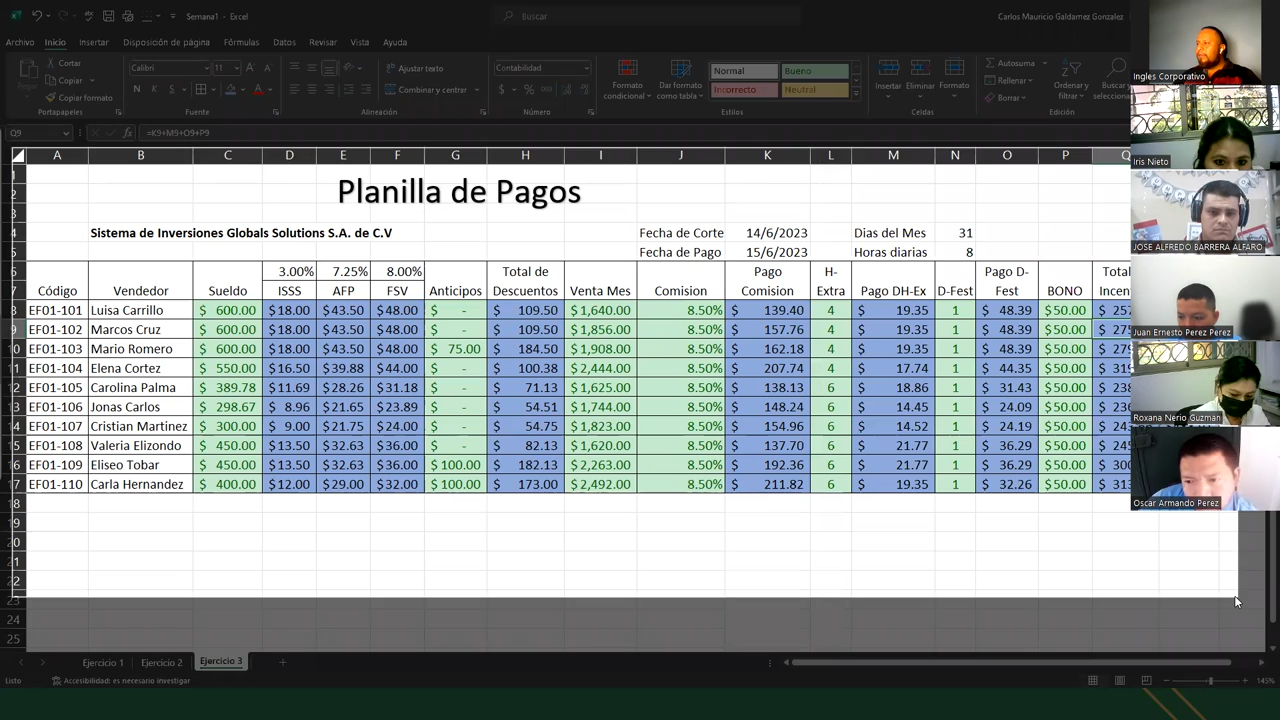 Semana1 - Excel
Buscar
Carlos Mauricio Galdamez Gonzalez
Archivo Inicio Insertar Disposición de página Fórmulas Datos Revisar Vista Ayuda
Cortar
Copiar
Copiar formato
Pegar
Portapapeles
Calibri 11
N K S
Fuente
Ajustar texto
Combinar y centrar
Alineación
Contabilidad
Número
Formato condicional
Dar formato como tabla
Normal Bueno
Incorrecto Neutral
Estilos
Insertar Eliminar Formato
Celdas
Autosuma
Rellenar
Borrar
Ordenar y filtrar
Buscar y
Q9 fx =K9+M9+O9+P9
A B C D E F G H I J K L M N O P Q
Planilla de Pagos
Sistema de Inversiones Globals Solutions S.A. de C.V Fecha de Corte 14/6/2023 Dias del Mes 31
Fecha de Pago 15/6/2023 Horas diarias 8
3.00% 7.25% 8.00% Total de Pago H- Pago D- Total
Código Vendedor Sueldo ISSS AFP FSV Anticipos Descuentos Venta Mes Comision Comision Extra Pago DH-Ex D-Fest Fest BONO Incen
EF01-101 Luisa Carrillo $ 600.00 $18.00 $43.50 $48.00 $ - $ 109.50 $1,640.00 8.50% $ 139.40 4 $ 19.35 1 $ 48.39 $50.00 $ 257
EF01-102 Marcos Cruz $ 600.00 $18.00 $43.50 $48.00 $ - $ 109.50 $1,856.00 8.50% $ 157.76 4 $ 19.35 1 $ 48.39 $50.00 $ 275
EF01-103 Mario Romero $ 600.00 $18.00 $43.50 $48.00 $ 75.00 $ 184.50 $1,908.00 8.50% $ 162.18 4 $ 19.35 1 $ 48.39 $50.00 $ 279
EF01-104 Elena Cortez $ 550.00 $16.50 $39.88 $44.00 $ - $ 100.38 $2,444.00 8.50% $ 207.74 4 $ 17.74 1 $ 44.35 $50.00 $ 319
EF01-105 Carolina Palma $ 389.78 $11.69 $28.26 $31.18 $ - $ 71.13 $1,625.00 8.50% $ 138.13 6 $ 18.86 1 $ 31.43 $50.00 $ 238
EF01-106 Jonas Carlos $ 298.67 $ 8.96 $21.65 $23.89 $ - $ 54.51 $1,744.00 8.50% $ 148.24 6 $ 14.45 1 $ 24.09 $50.00 $ 236
EF01-107 Cristian Martinez $ 300.00 $ 9.00 $21.75 $24.00 $ - $ 54.75 $1,823.00 8.50% $ 154.96 6 $ 14.52 1 $ 24.19 $50.00 $ 243
EF01-108 Valeria Elizondo $ 450.00 $13.50 $32.63 $36.00 $ - $ 82.13 $1,620.00 8.50% $ 137.70 6 $ 21.77 1 $ 36.29 $50.00 $ 245
EF01-109 Eliseo Tobar $ 450.00 $13.50 $32.63 $36.00 $100.00 $ 182.13 $2,263.00 8.50% $ 192.36 6 $ 21.77 1 $ 36.29 $50.00 $ 300
EF01-110 Carla Hernandez $ 400.00 $12.00 $29.00 $32.00 $100.00 $ 173.00 $2,492.00 8.50% $ 211.82 6 $ 19.35 1 $ 32.26 $50.00 $ 313
18
19
20
21
22
23
24
25
Ingles Corporativo
Iris Nieto
JOSE ALFREDO BARRERA ALFARO
Juan Ernesto Perez Perez
Roxana Nerio Guzman
Oscar Armando Perez
Ejercicio 1 Ejercicio 2 Ejercicio 3
Listo Accesibilidad: es necesario investigar 145%